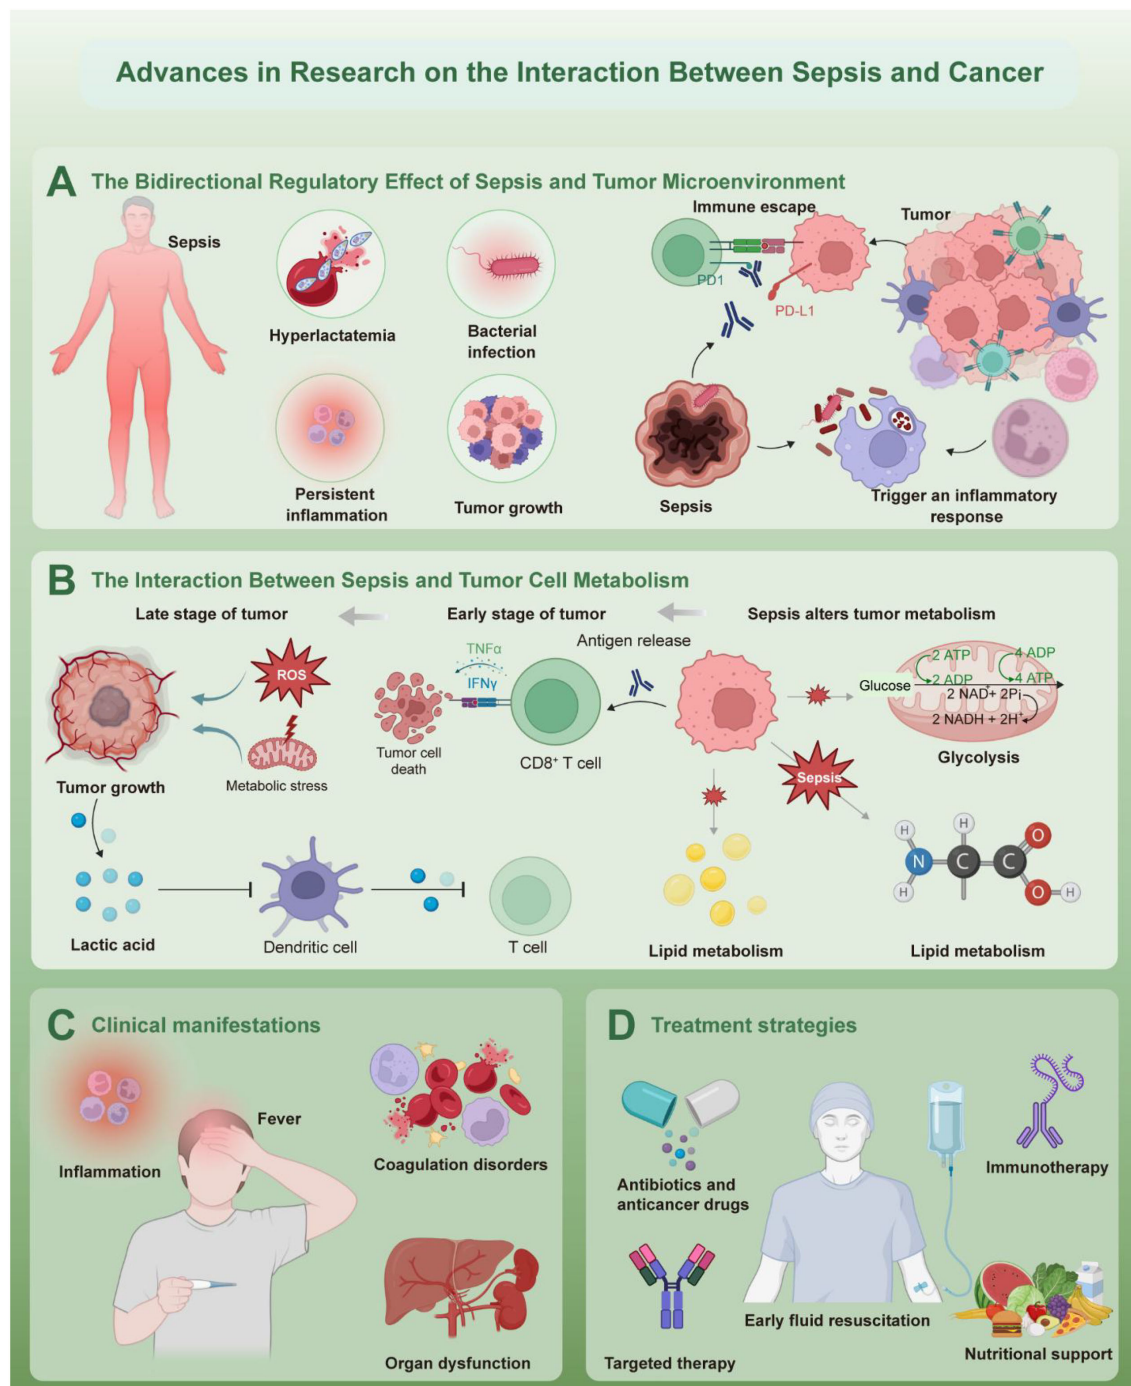 Advances in Research on the Interaction Between Sepsis and Cancer
A The Bidirectional Regulatory Effect of Sepsis and Tumor Microenvironment
Sepsis
Hyperlactatemia
Bacterial
infection
Persistent
inflammation
Tumor growth
Immune escape
Tumor
PD1
PD-L1
Sepsis
Trigger an inflammatory
response
B The Interaction Between Sepsis and Tumor Cell Metabolism
Late stage of tumor
Early stage of tumor
Sepsis alters tumor metabolism
ROS
Metabolic stress
Tumor growth
TNFα
IFNγ
Tumor cell
death
CD8⁺ T cell
Antigen release
Glucose
2 ATP
2 ADP
4 ADP
4 ATP
2 NAD+ 2Pi
2 NADH + 2H⁺
Glycolysis
Sepsis
Lactic acid
Dendritic cell
T cell
Lipid metabolism
H
H
N
H
C
C
O
O
H
Lipid metabolism
C Clinical manifestations
Inflammation
Fever
Coagulation disorders
Organ dysfunction
D Treatment strategies
Antibiotics and
anticancer drugs
Immunotherapy
Targeted therapy
Early fluid resuscitation
Nutritional support